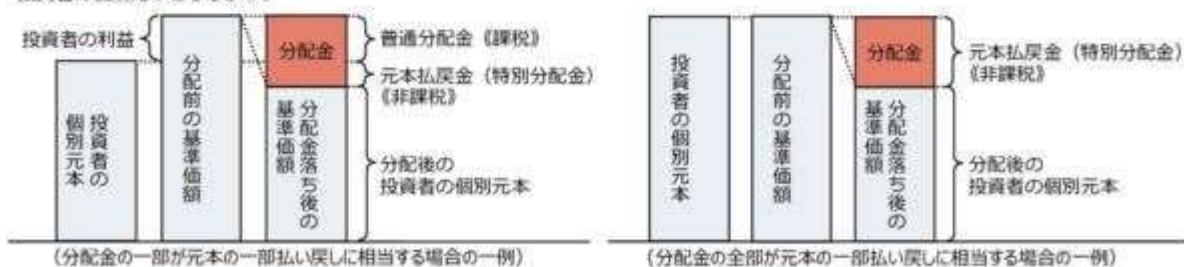 投資者の利益
投資者の
個別元本
分配前の基準価額
分配金
分配金落ち後の
基準価額
普通分配金《課税》
元本払戻金(特別分配金)
《非課税》
分配後の
投資者の個別元本
(分配金の一部が元本の一部払い戻しに相当する場合の一例)
投資者の個別元本
分配前の基準価額
分配金
分配金落ち後の
基準価額
元本払戻金(特別分配金)
《非課税》
分配後の
投資者の個別元本
(分配金の全部が元本の一部払い戻しに相当する場合の一例)